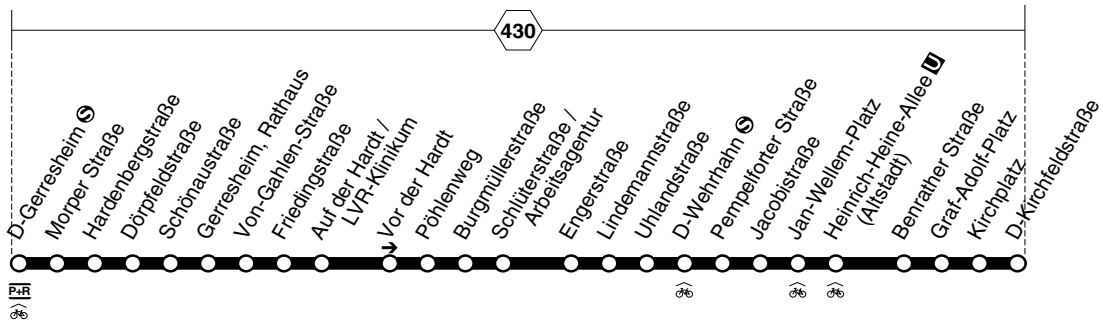 430
D-Gerresheim S
Morper Straße
Hardenbergstraße
Dörpfeldstraße
Schönaustraße
Gerresheim, Rathaus
Von-Gahlen-Straße
Friedingstraße
Auf der Hardt /
LVR-Klinikum
Vor der Hardt
Pöhlenweg
Burgmüllerstraße
Schlüterstraße /
Arbeitsagentur
Engerstraße
Lindemannstraße
Uhlandstraße
D-Wehrhahn S
Pempelforter Straße
Jacobistraße
Jan-Wellem-Platz
Heinrich-Heine-Allee U
(Altstadt)
Benrather Straße
Graf-Adolf-Platz
Kirchplatz
D-Kirchfeldstraße
P+R